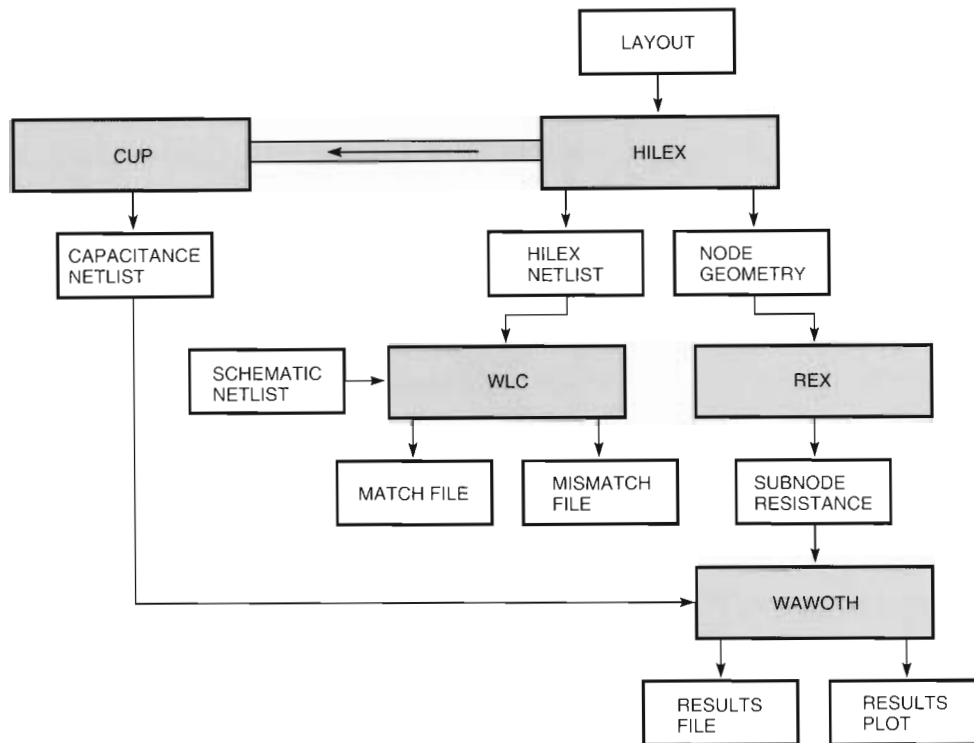 LAYOUT
CUP
HILEX
CAPACITANCE
NETLIST
HILEX
NETLIST
NODE
GEOMETRY
SCHEMATIC
NETLIST
WLC
REX
MATCH FILE
MISMATCH
FILE
SUBNODE
RESISTANCE
WAWOTH
RESULTS
FILE
RESULTS
PLOT